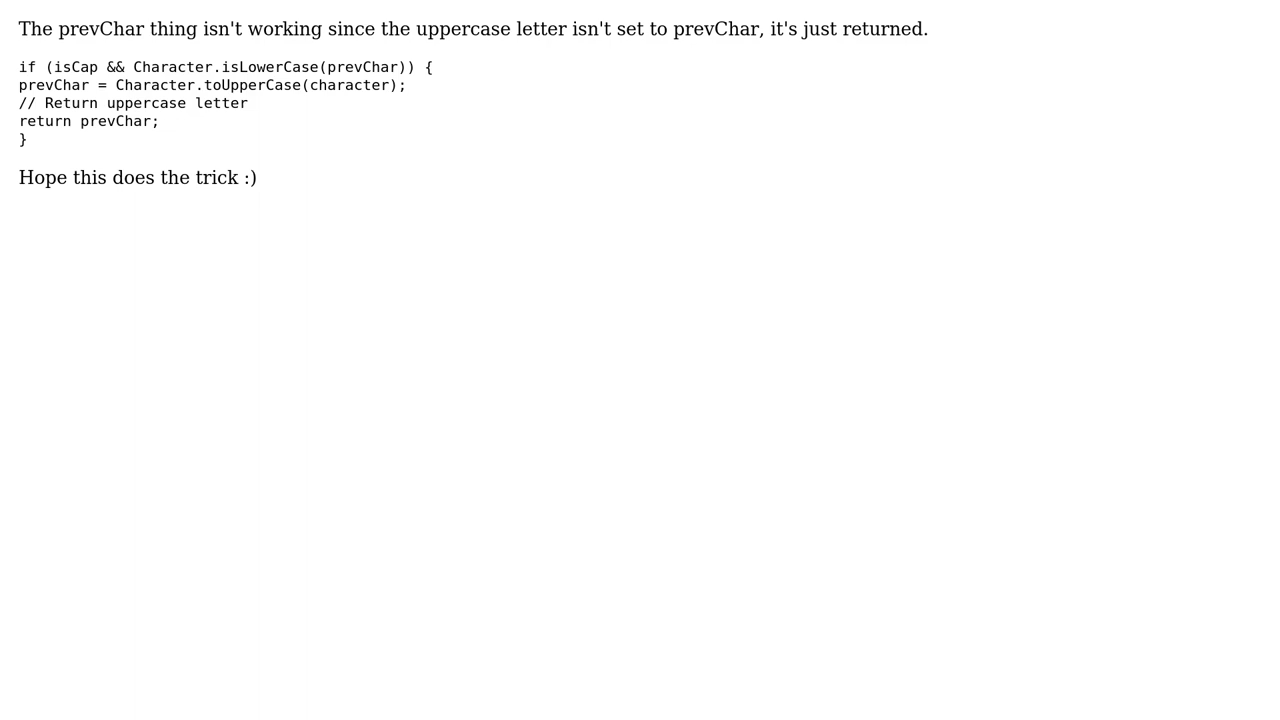 The prevChar thing isn't working since the uppercase letter isn't set to prevChar, it's just returned.
if (isCap && Character.isLowerCase(prevChar)) {
prevChar = Character.toUpperCase(character);
// Return uppercase letter
return prevChar;
}
Hope this does the trick :)